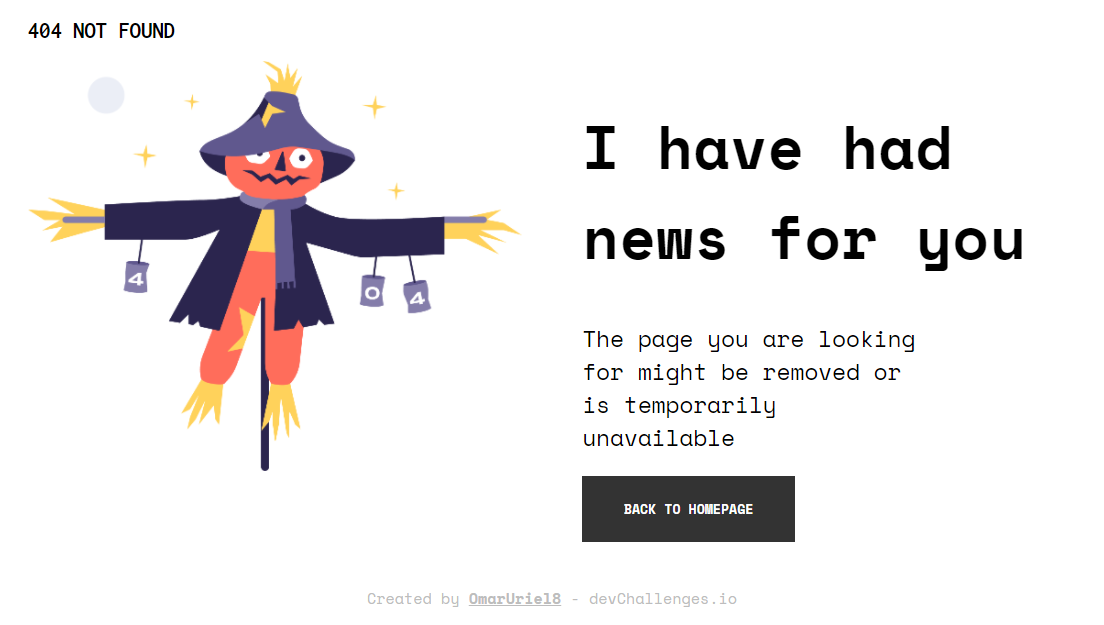 404 NOT FOUND
4
0
4
I have had
news for you
The page you are looking
for might be removed or
is temporarily
unavailable
BACK TO HOMEPAGE
Created by OmarUriel8 - devChallenges.io